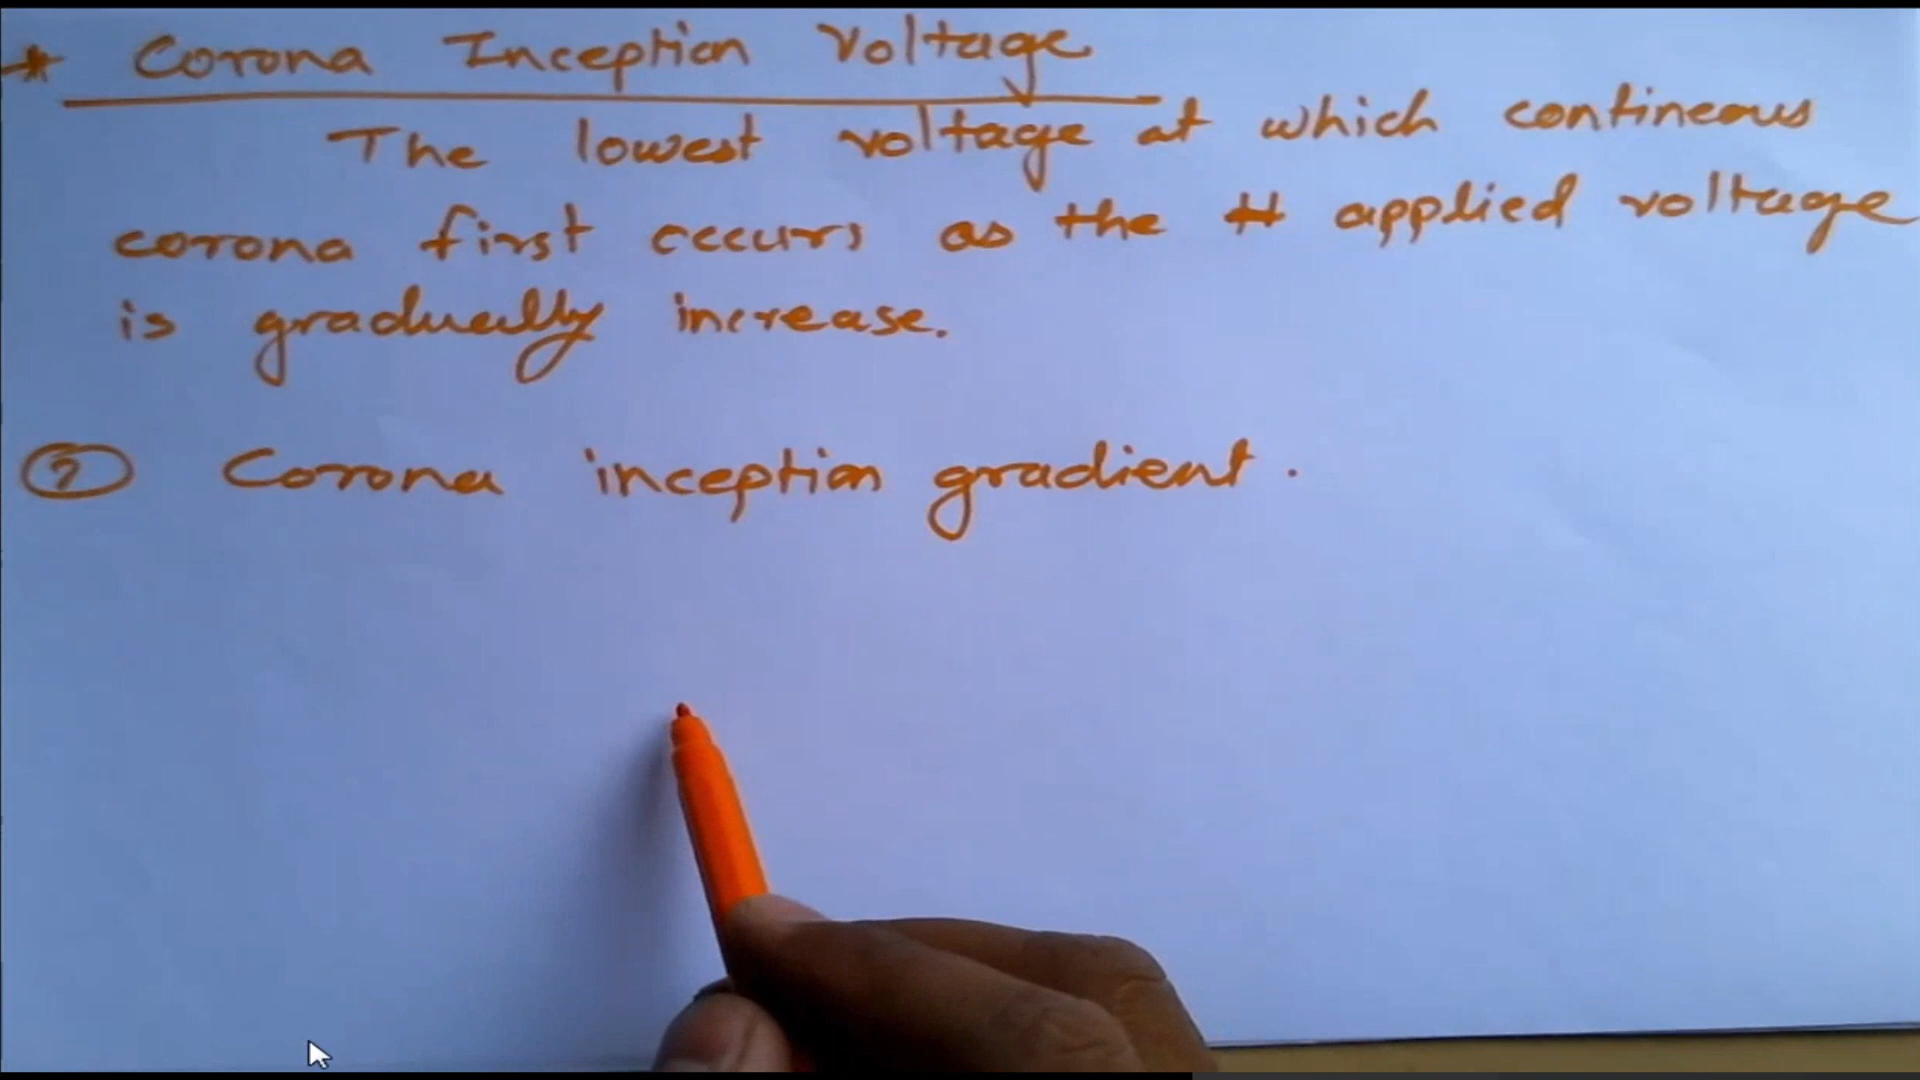 * Corona Inception Voltage
The lowest voltage at which contineous
corona first occurs as the applied voltage
is gradually increase.
② Corona inception gradient.